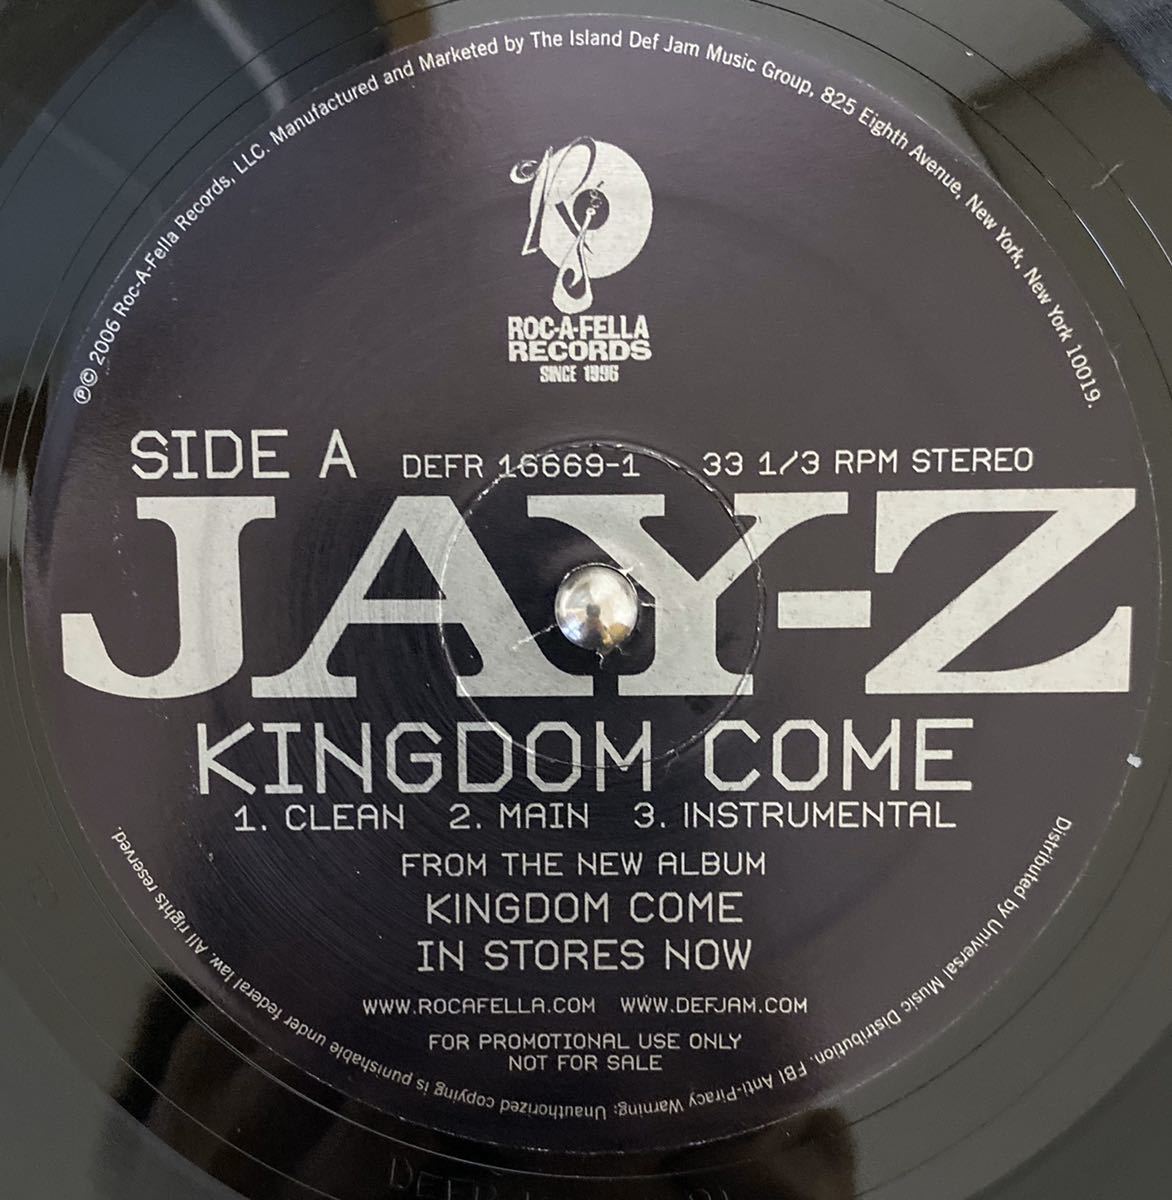 ℗© 2006 Roc-A-Fella Records, LLC. Manufactured and Marketed by The Island Def Jam Music Group, 825 Eighth Avenue, New York, New York 10019.
ROC-A-FELLA
RECORDS
SINCE 1996
SIDE A DEFR 16669-1 33 1/3 RPM STEREO
JAY-Z
KINGDOM COME
1. CLEAN 2. MAIN 3. INSTRUMENTAL
FROM THE NEW ALBUM
KINGDOM COME
IN STORES NOW
WWW.ROCAFELLA.COM WWW.DEFJAM.COM
FOR PROMOTIONAL USE ONLY
NOT FOR SALE
Distributed by Universal Music Distribution. FBI Anti-Piracy Warning: Unauthorized copying is punishable under federal law. All rights reserved.